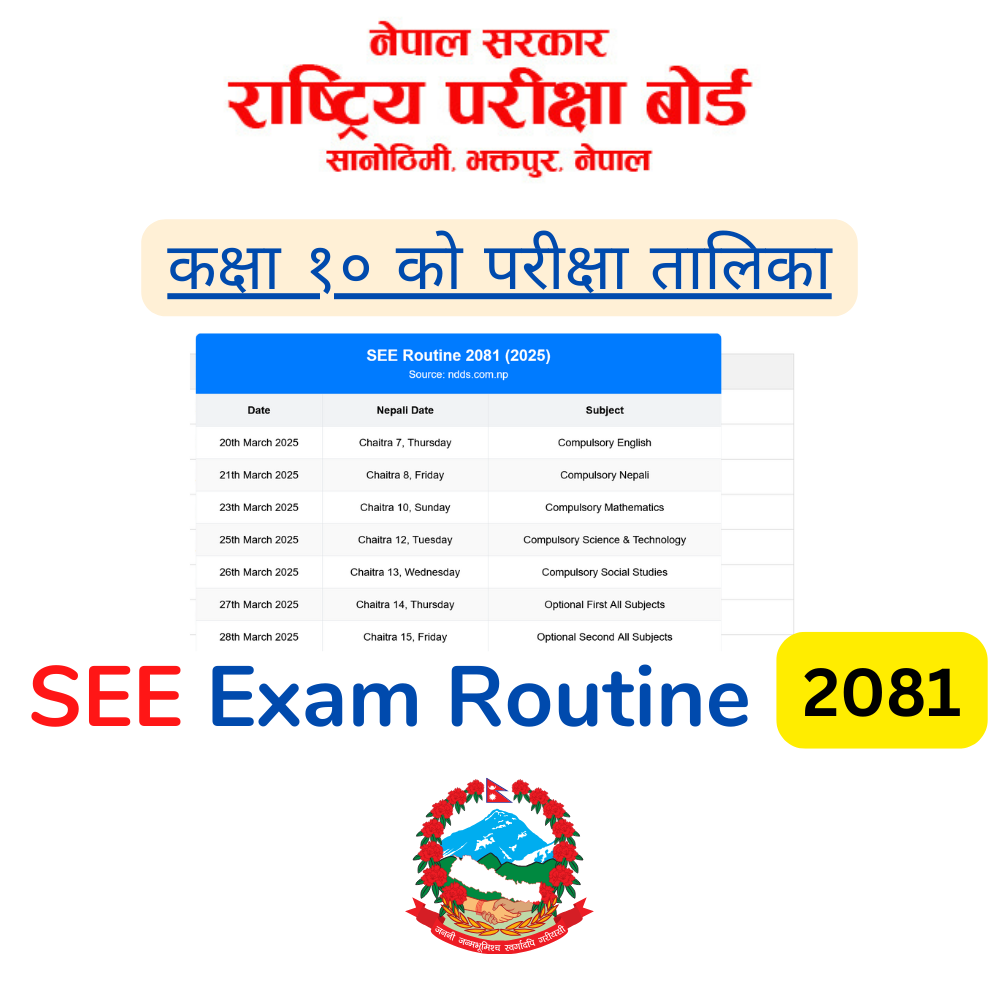 नेपाल सरकार
राष्ट्रिय परीक्षा बोर्ड
सानोठिमी, भक्तपुर, नेपाल
कक्षा १० को परीक्षा तालिका
SEE Routine 2081 (2025)
Source: ndds.com.np
Date Nepali Date Subject
20th March 2025 Chaitra 7, Thursday Compulsory English
21th March 2025 Chaitra 8, Friday Compulsory Nepali
23th March 2025 Chaitra 10, Sunday Compulsory Mathematics
25th March 2025 Chaitra 12, Tuesday Compulsory Science & Technology
26th March 2025 Chaitra 13, Wednesday Compulsory Social Studies
27th March 2025 Chaitra 14, Thursday Optional First All Subjects
28th March 2025 Chaitra 15, Friday Optional Second All Subjects
SEE Exam Routine 2081
जननी जन्मभूमिश्च स्वर्गादपि गरीयसी